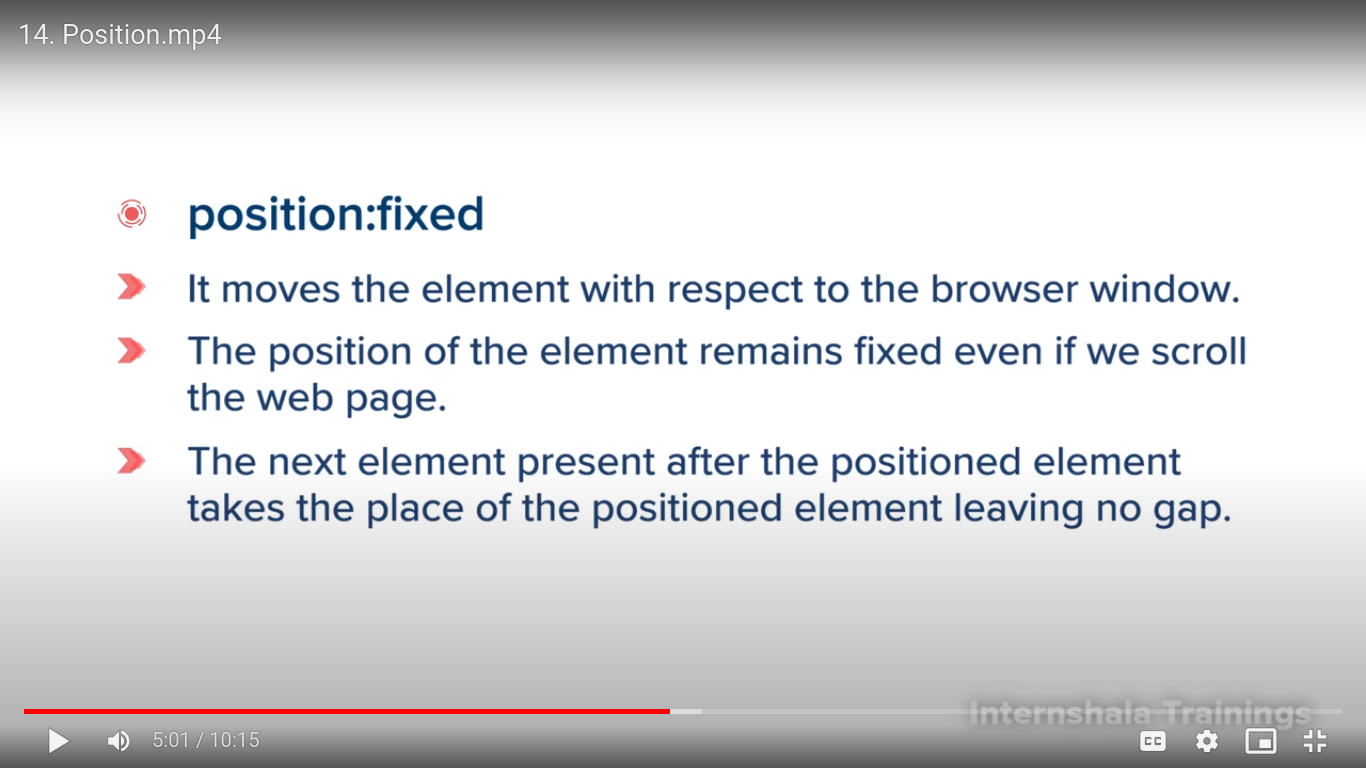 14. Position.mp4
position:fixed
It moves the element with respect to the browser window.
The position of the element remains fixed even if we scroll
the web page.
The next element present after the positioned element
takes the place of the positioned element leaving no gap.
Internshala Trainings
5:01 / 10:15
CC